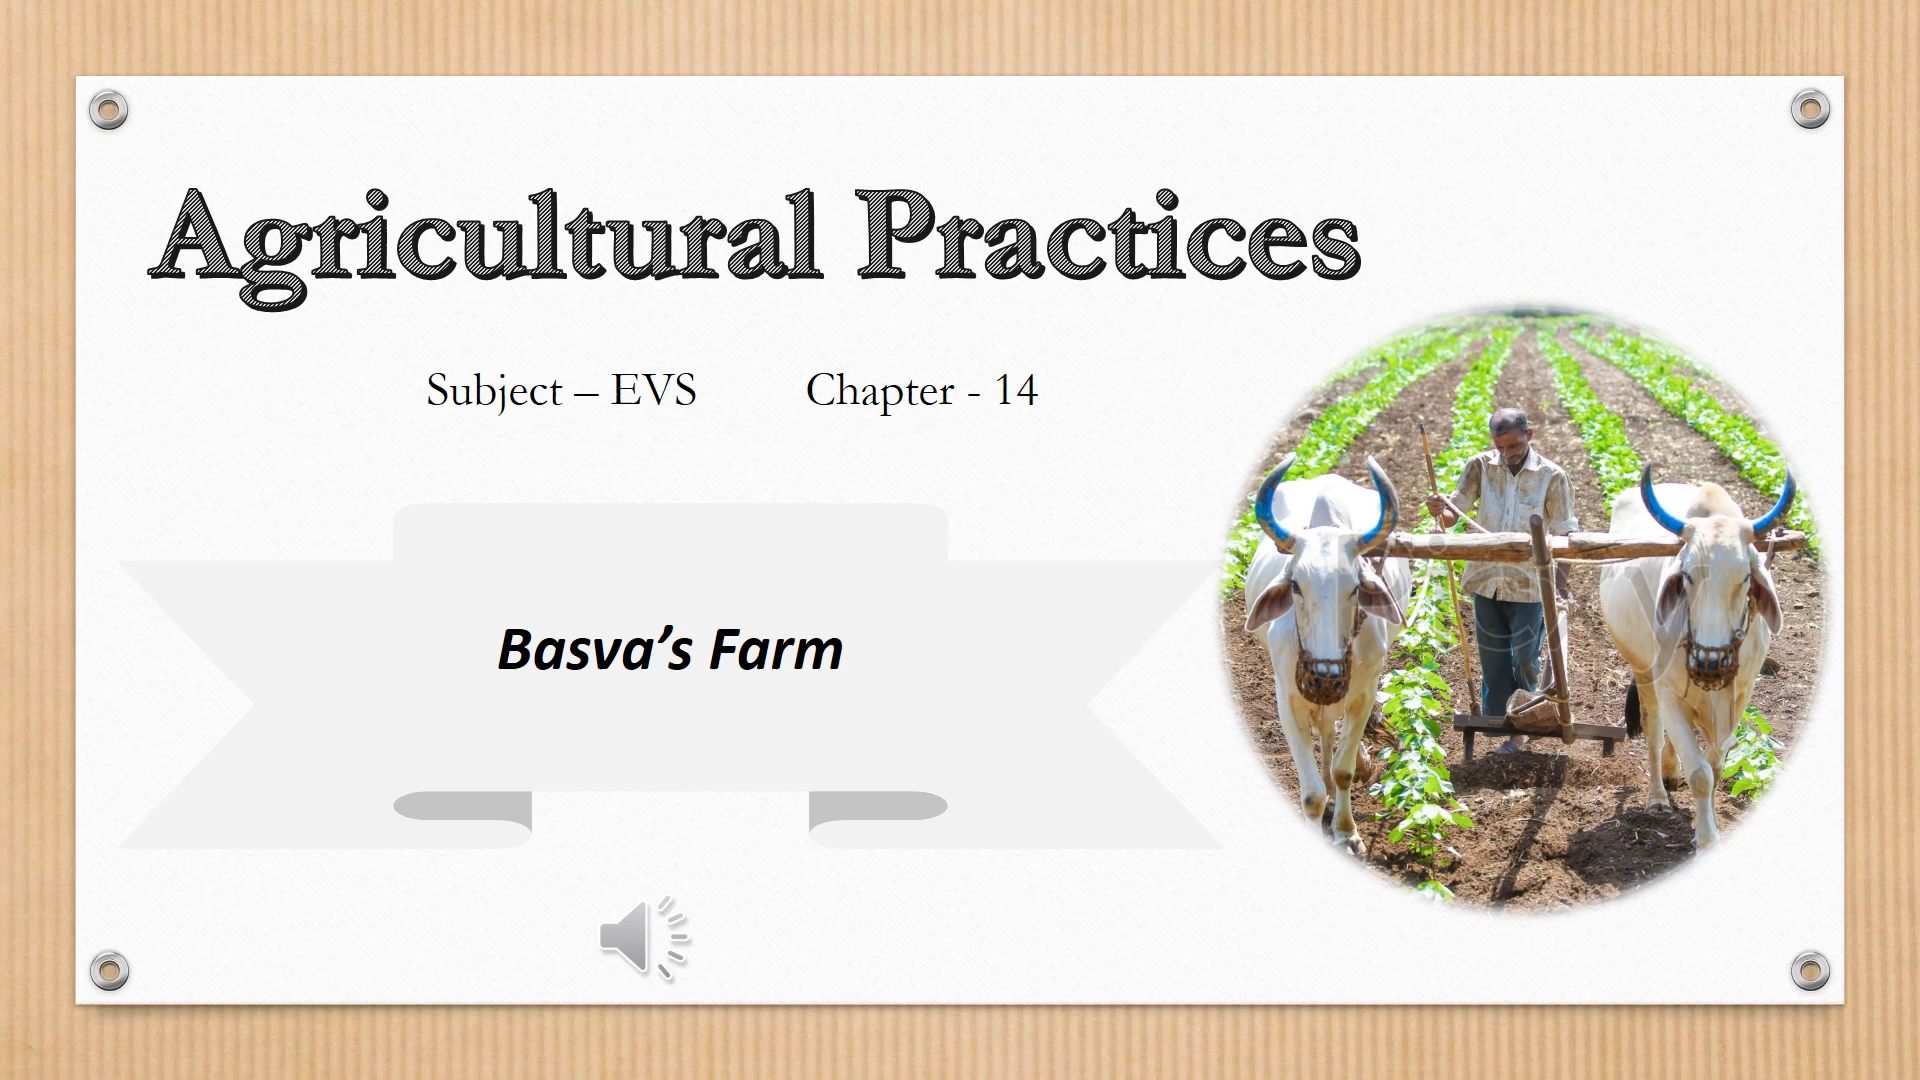 Agricultural Practices
Subject – EVS Chapter - 14
Basva’s Farm